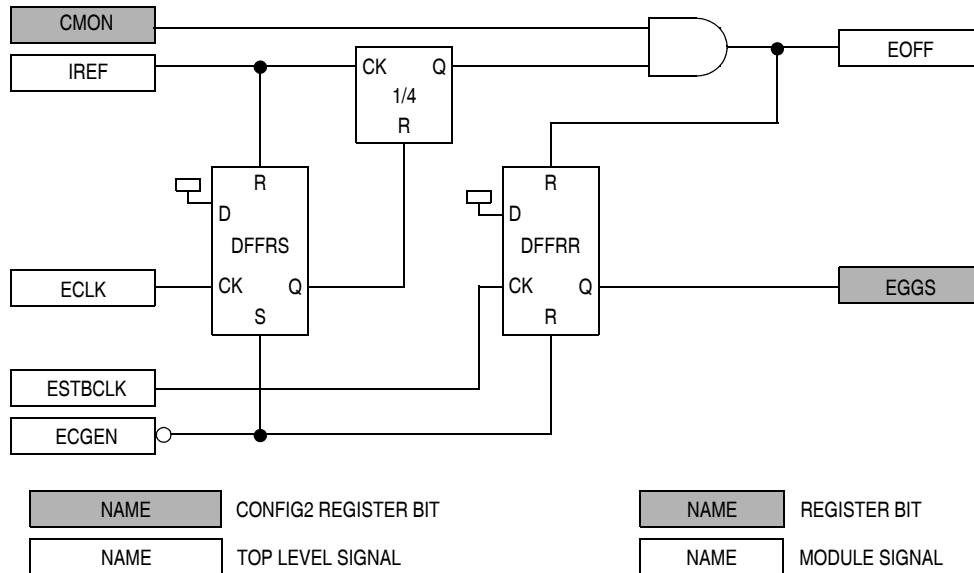 CMON
IREF
CK Q
1/4
R
EOFF
R
D
DFFRS
CK Q
S
R
D
DFFRR
CK Q
R
ECLK
EGGS
ESTBCLK
ECGEN
NAME CONFIG2 REGISTER BIT
NAME REGISTER BIT
NAME TOP LEVEL SIGNAL
NAME MODULE SIGNAL